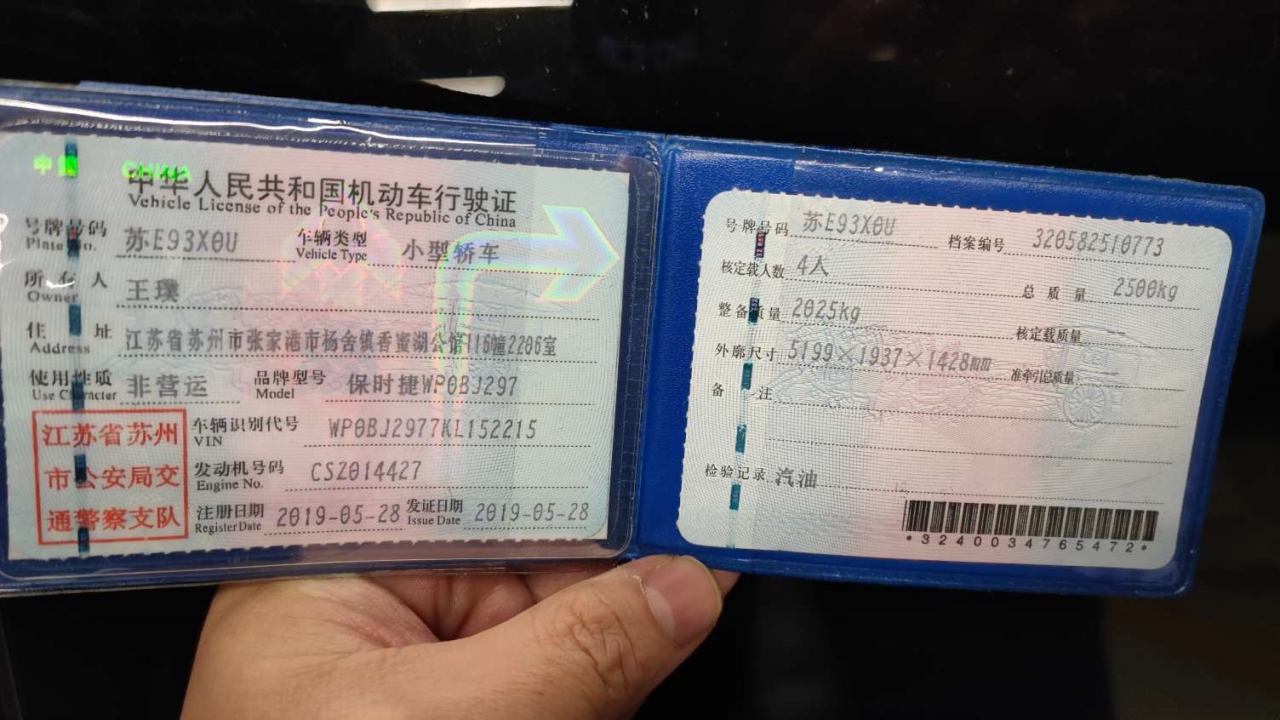 中国 CHINA
中华人民共和国机动车行驶证
Vehicle License of the People's Republic of China
号牌号码 苏E93X0U 车辆类型 小型轿车
Plate No. Vehicle Type
所有人 王璞
Owner
住址 江苏省苏州市张家港市杨舍镇香蜜湖公馆116幢2206室
Address
使用性质 非营运 品牌型号 保时捷WP0BJ297
Use Character Model
江苏省苏州
市公安局交
通警察支队
车辆识别代号 WP0BJ2977KL152215
VIN
发动机号码 CS2014427
Engine No.
注册日期 2019-05-28 发证日期 2019-05-28
Register Date Issue Date
号牌号码 苏E93X0U 档案编号 320582510773
核定载人数 4人 总质量 2500kg
整备质量 2025kg 核定载质量 --
外廓尺寸 5199×1937×1428mm 准牵引总质量 --
备注
检验记录 汽油
*3240034765472*